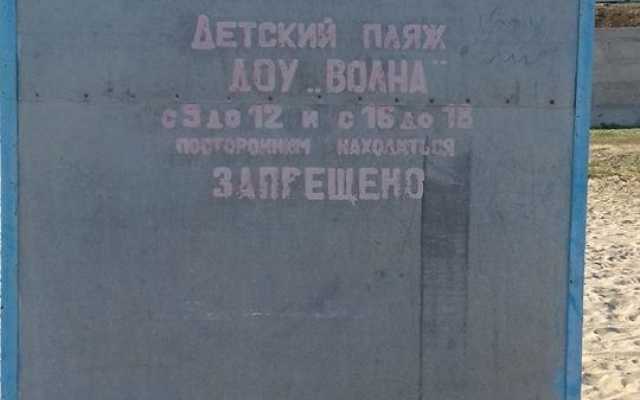 Детский пляж
ДОУ „Волна"
с 9 до 12 и с 16 до 18
посторонним находиться
ЗАПРЕЩЕНО